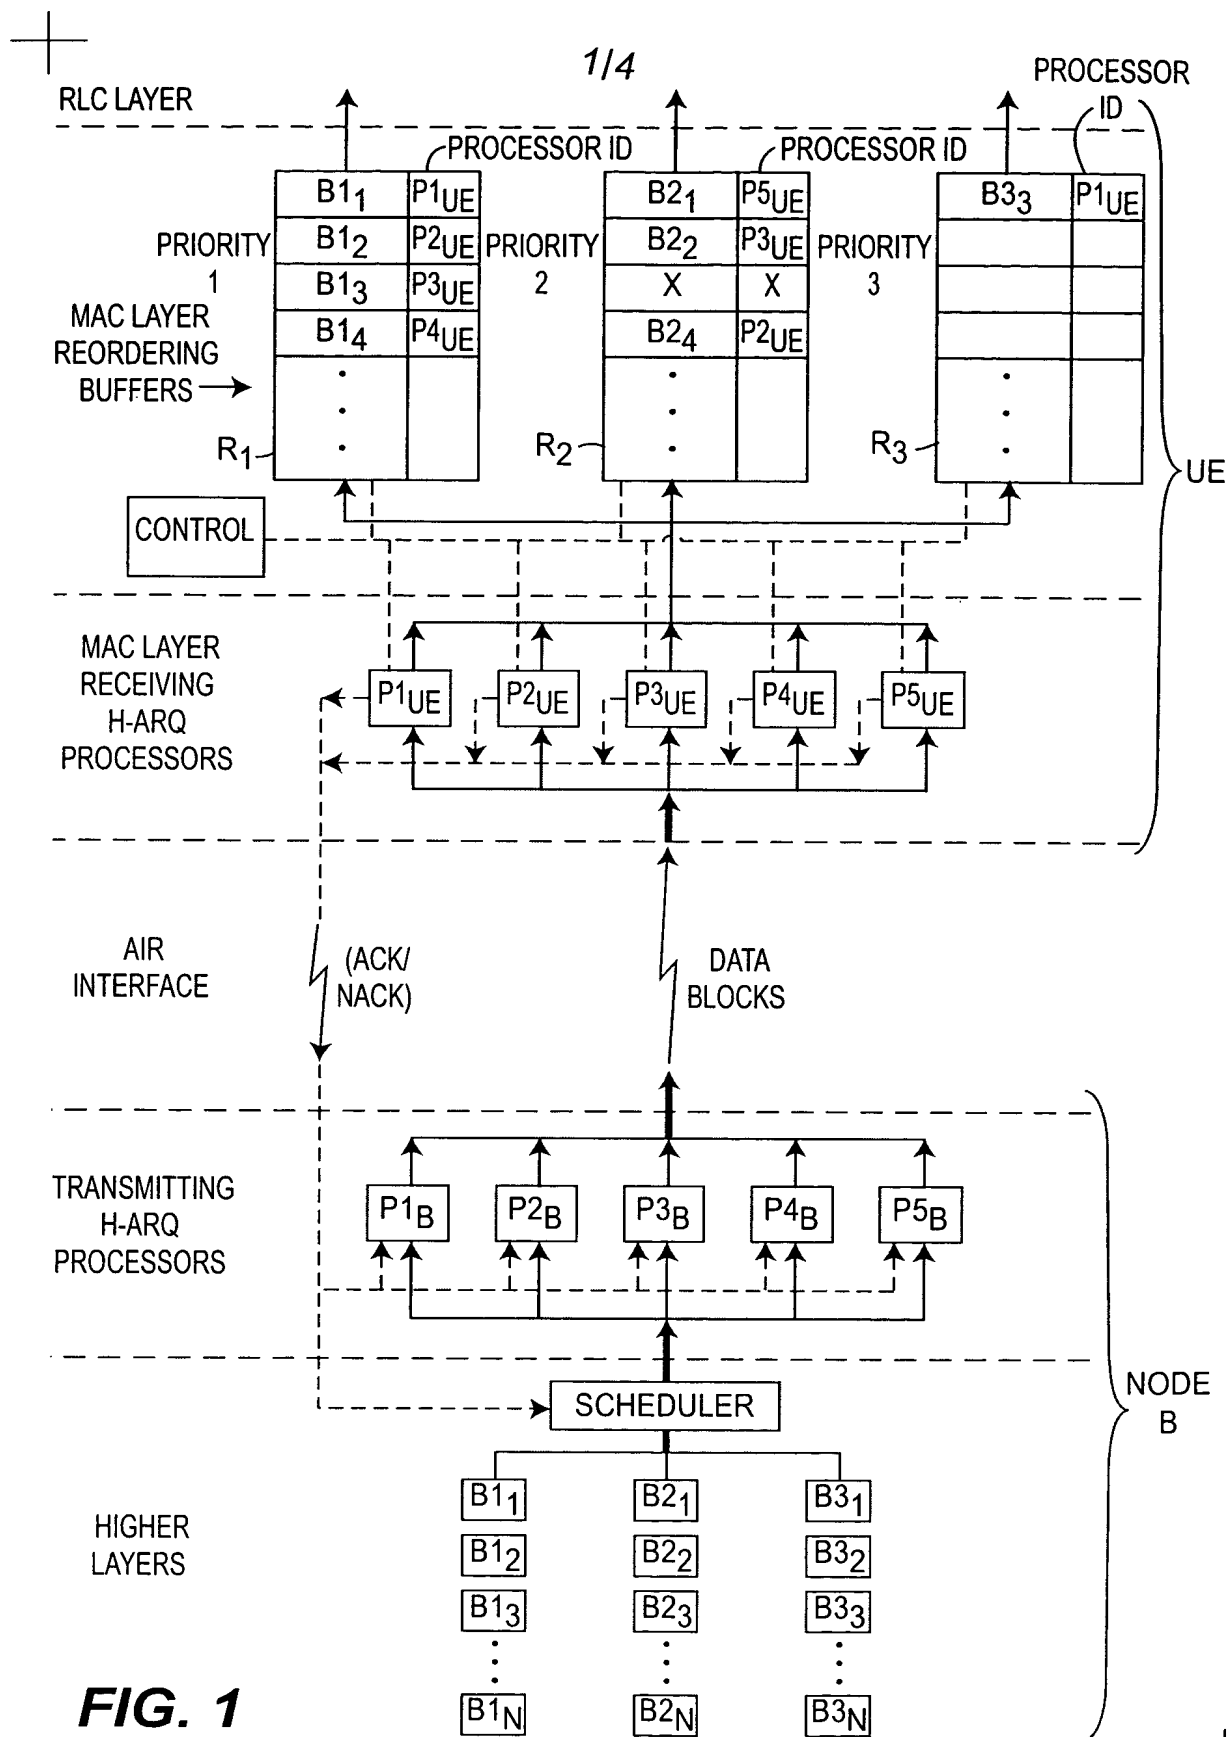 1/4
RLC LAYER
PROCESSOR
ID
PROCESSOR ID
PROCESSOR ID
B1₁ P1UE
B1₂ P2UE
B1₃ P3UE
B1₄ P4UE
B2₁ P5UE
B2₂ P3UE
X X
B2₄ P2UE
B3₃ P1UE
PRIORITY
1
PRIORITY
2
PRIORITY
3
MAC LAYER
REORDERING
BUFFERS
R₁
R₂
R₃
UE
CONTROL
MAC LAYER
RECEIVING
H-ARQ
PROCESSORS
P1UE P2UE P3UE P4UE P5UE
AIR
INTERFACE
(ACK/
NACK)
DATA
BLOCKS
TRANSMITTING
H-ARQ
PROCESSORS
P1B P2B P3B P4B P5B
SCHEDULER
NODE
B
HIGHER
LAYERS
B1₁ B2₁ B3₁
B1₂ B2₂ B3₂
B1₃ B2₃ B3₃
B1N B2N B3N
FIG. 1